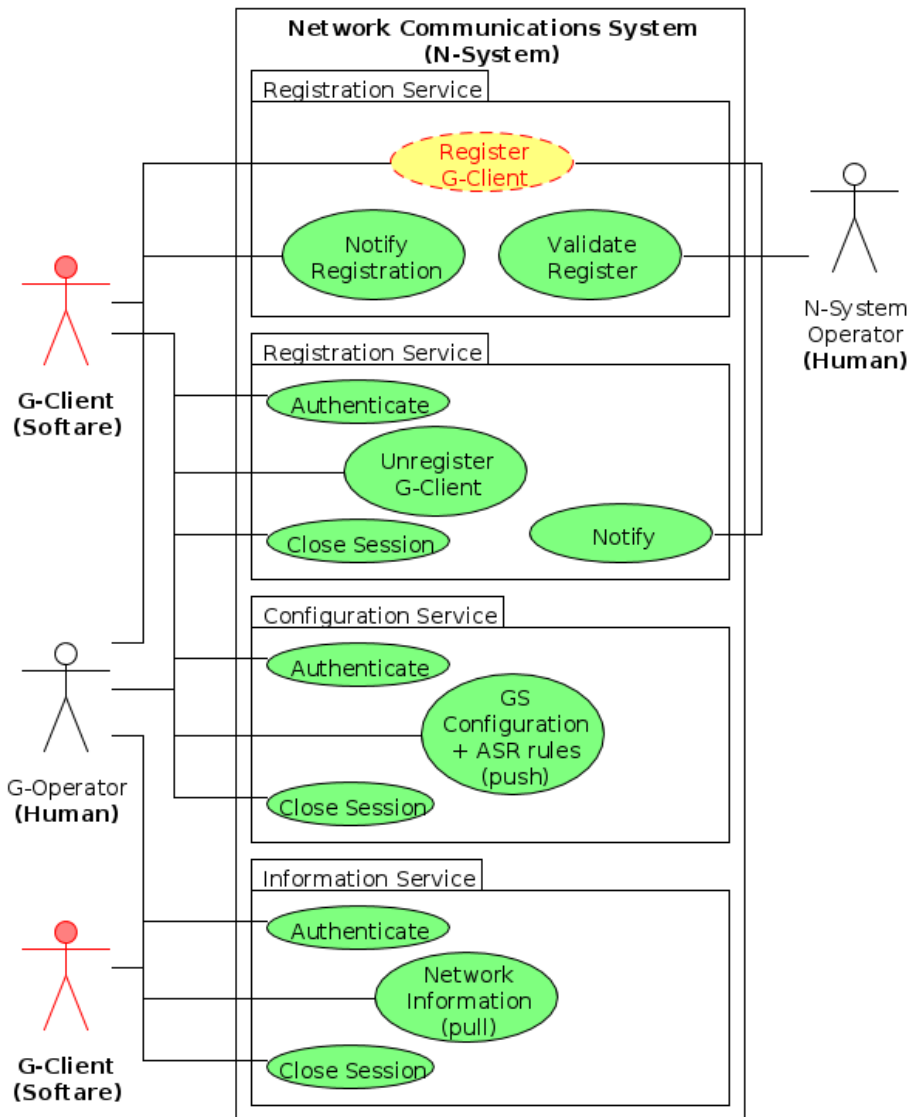 Network Communications System
(N-System)
Registration Service
Register
G-Client
Notify
Registration
Validate
Register
N-System
Operator
(Human)
G-Client
(Softare)
Registration Service
Authenticate
Unregister
G-Client
Close Session
Notify
Configuration Service
Authenticate
GS
Configuration
+ ASR rules
(push)
Close Session
G-Operator
(Human)
Information Service
Authenticate
Network
Information
(pull)
Close Session
G-Client
(Softare)